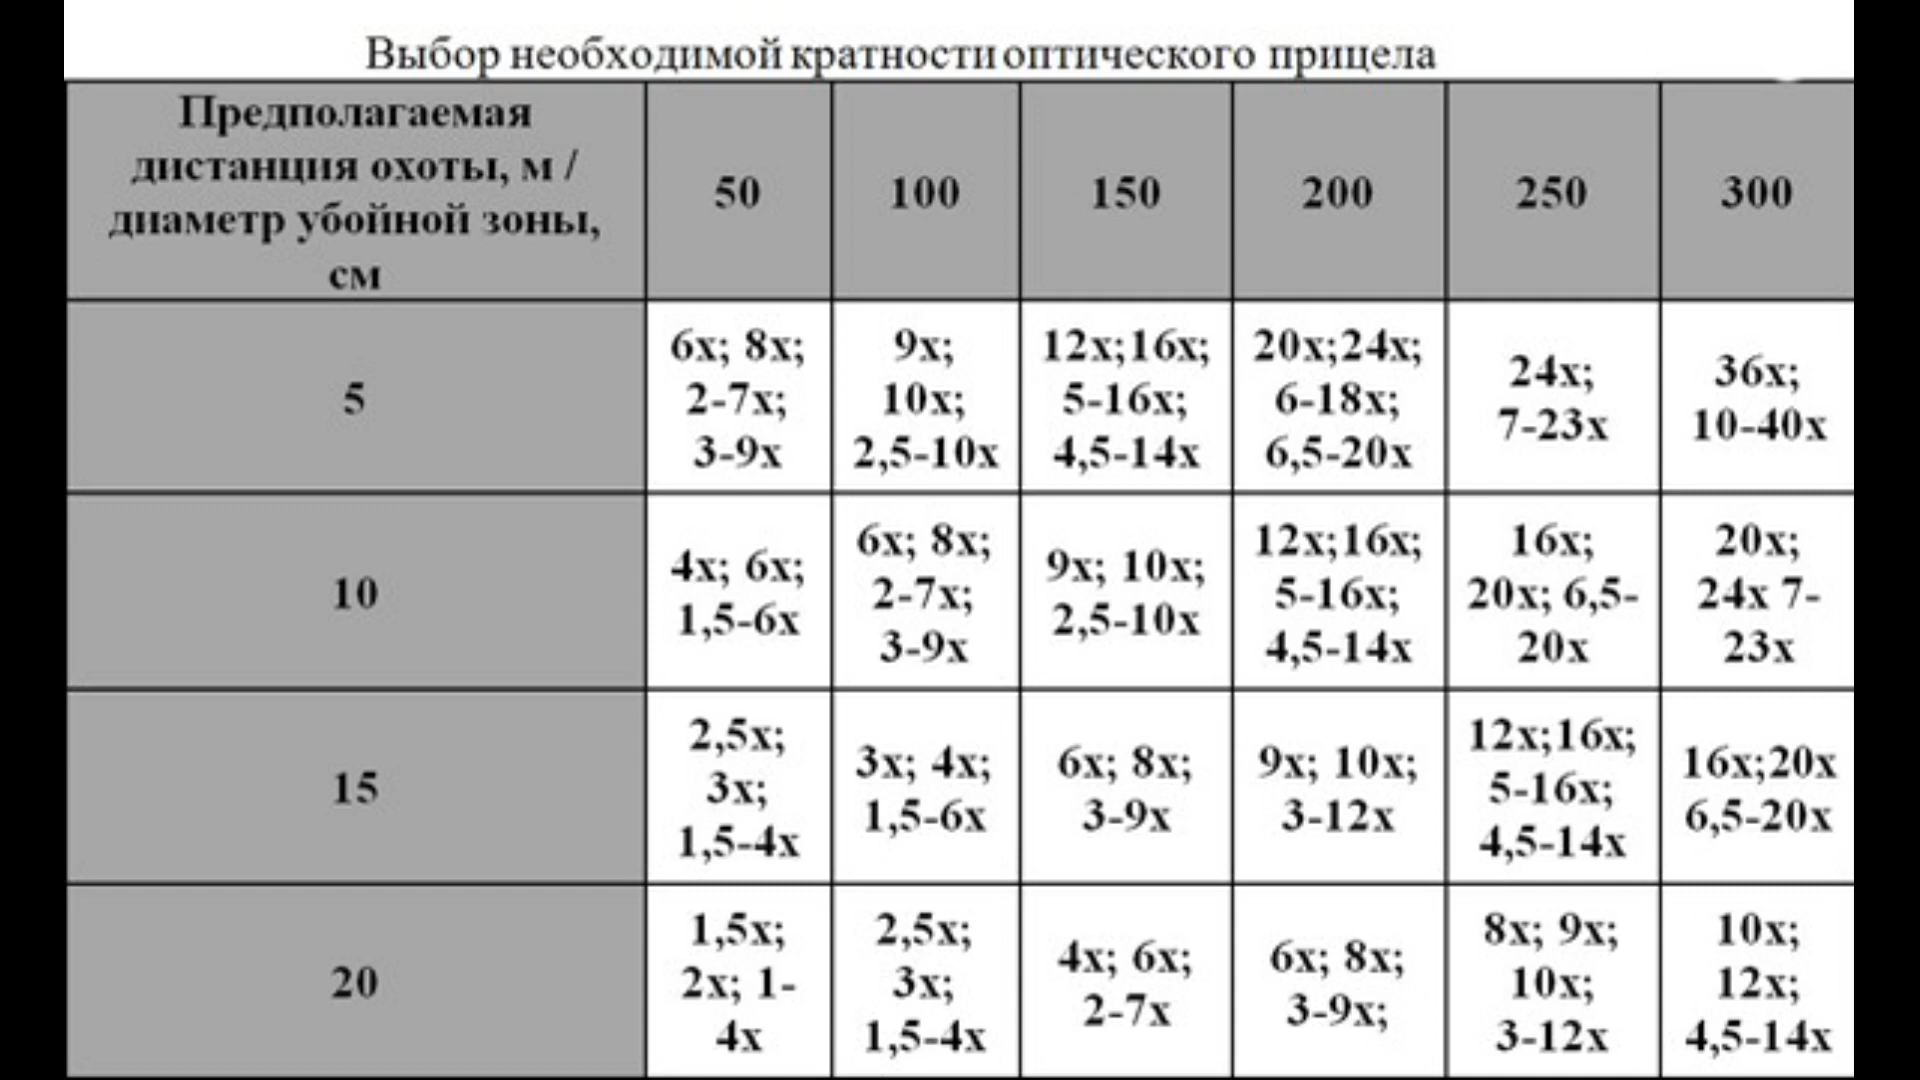 Выбор необходимой кратности оптического прицела
Предполагаемая
дистанция охоты, м /
диаметр убойной зоны,
см
50
100
150
200
250
300
5
6х; 8х;
2-7х;
3-9х
9х;
10х;
2,5-10х
12х;16х;
5-16х;
4,5-14х
20х;24х;
6-18х;
6,5-20х
24х;
7-23х
36х;
10-40х
10
4х; 6х;
1,5-6х
6х; 8х;
2-7х;
3-9х
9х; 10х;
2,5-10х
12х;16х;
5-16х;
4,5-14х
16х;
20х; 6,5-
20х
20х;
24х 7-
23х
15
2,5х;
3х;
1,5-4х
3х; 4х;
1,5-6х
6х; 8х;
3-9х
9х; 10х;
3-12х
12х;16х;
5-16х;
4,5-14х
16х;20х
6,5-20х
20
1,5х;
2х; 1-
4х
2,5х;
3х;
1,5-4х
4х; 6х;
2-7х
6х; 8х;
3-9х;
8х; 9х;
10х;
3-12х
10х;
12х;
4,5-14х